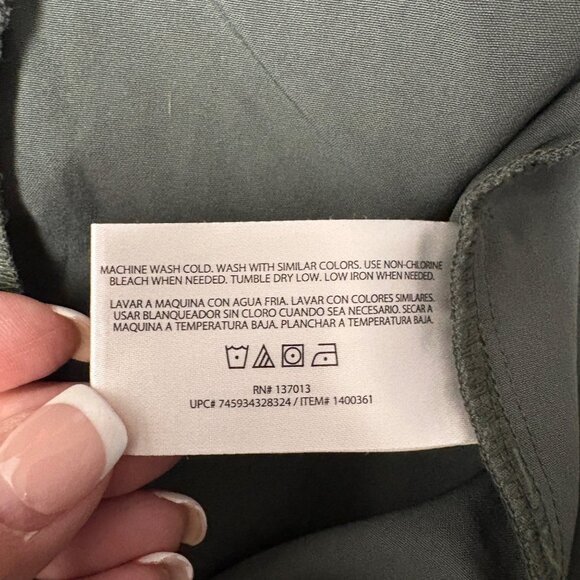 MACHINE WASH COLD. WASH WITH SIMILAR COLORS. USE NON-CHLORINE
BLEACH WHEN NEEDED. TUMBLE DRY LOW. LOW IRON WHEN NEEDED.
LAVAR A MAQUINA CON AGUA FRIA. LAVAR CON COLORES SIMILARES.
USAR BLANQUEADOR SIN CLORO CUANDO SEA NECESARIO. SECAR A
MAQUINA A TEMPERATURA BAJA. PLANCHAR A TEMPERATURA BAJA.
RN# 137013
UPC# 745934328324 / ITEM# 1400361